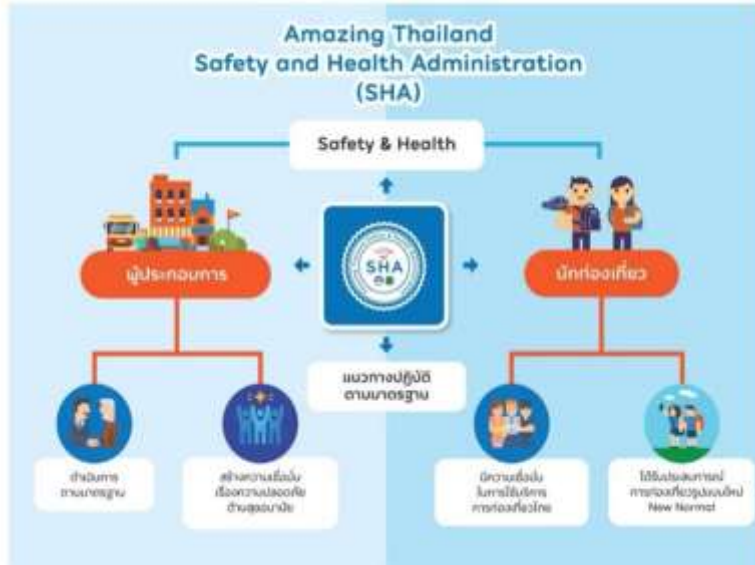 Amazing Thailand
Safety and Health Administration
(SHA)
Safety & Health
ผู้ประกอบการ
SHA
นักท่องเที่ยว
แนวทางปฏิบัติ
ตามมาตรฐาน
ดำเนินการ
ตามมาตรฐาน
สร้างความเชื่อมั่น
เรื่องความปลอดภัย
ด้านสุขอนามัย
มีความเชื่อมั่น
ในการใช้บริการ
การท่องเที่ยวไทย
ได้รับประสบการณ์
การท่องเที่ยวรูปแบบใหม่
New Normal